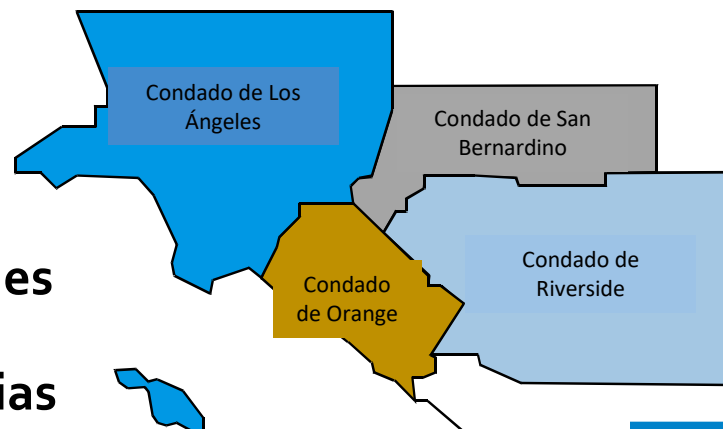 Condado de Los
Ángeles
Condado de San
Bernardino
Condado de
Riverside
Condado
de Orange
es
ias